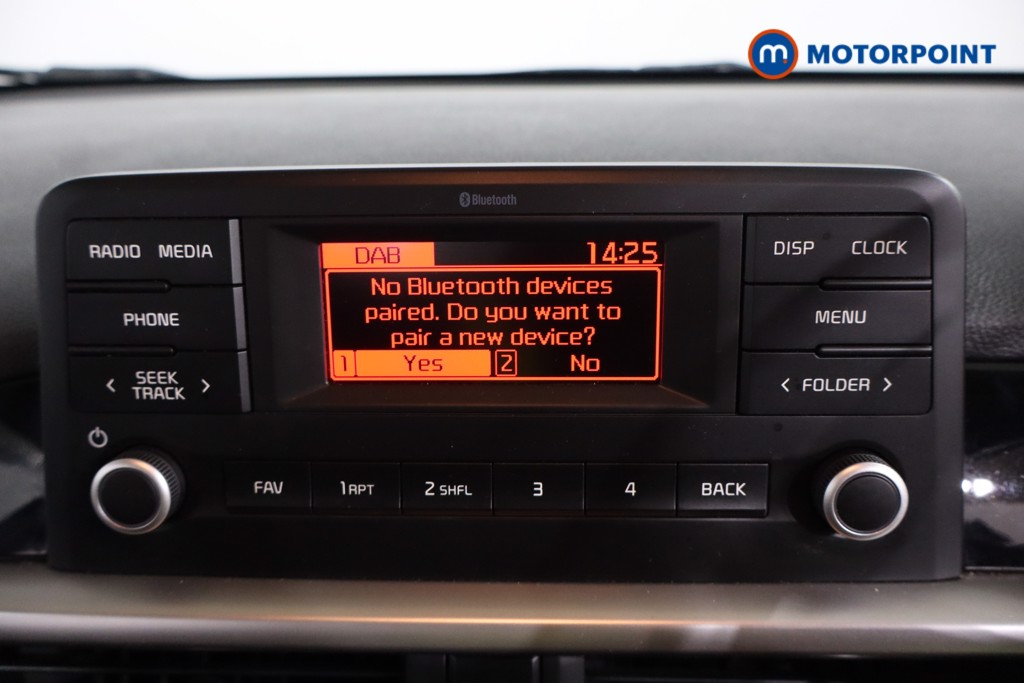 m MOTORPOINT
Bluetooth
RADIO MEDIA
DISP CLOCK
DAB 14:25
No Bluetooth devices
paired. Do you want to
pair a new device?
1 Yes 2 No
PHONE
MENU
< SEEK >
TRACK
< FOLDER >
FAV 1 RPT 2 SHFL 3 4 BACK